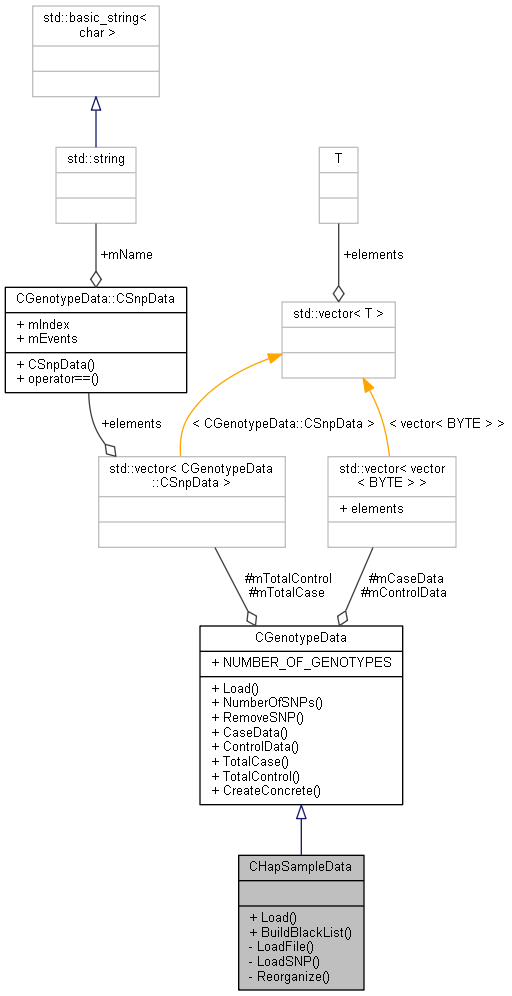 std::basic_string<
char >
std::string
T
+mName
+elements
CGenotypeData::CSnpData
+ mIndex
+ mEvents
+ CSnpData()
+ operator==()
std::vector< T >
+elements
< CGenotypeData::CSnpData >
< vector< BYTE > >
std::vector< CGenotypeData
::CSnpData >
std::vector< vector
< BYTE > >
+ elements
#mTotalControl
#mTotalCase
#mCaseData
#mControlData
CGenotypeData
+ NUMBER_OF_GENOTYPES
+ Load()
+ NumberOfSNPs()
+ RemoveSNP()
+ CaseData()
+ ControlData()
+ TotalCase()
+ TotalControl()
+ CreateConcrete()
CHapSampleData
+ Load()
+ BuildBlackList()
- LoadFile()
- LoadSNP()
- Reorganize()